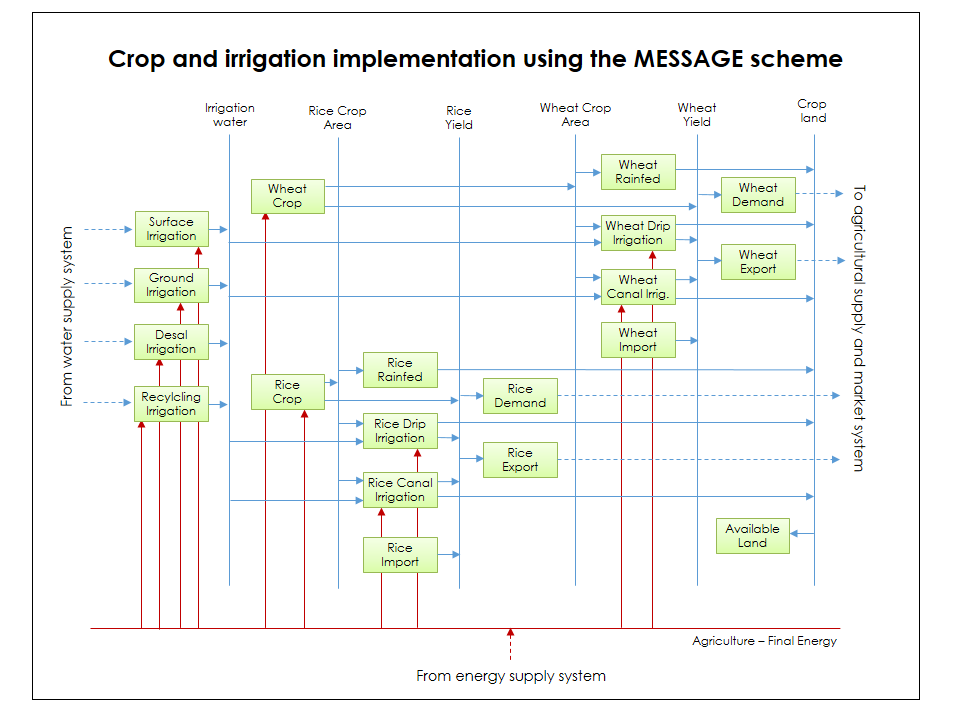 Crop and irrigation implementation using the MESSAGE scheme
Irrigation
water
Rice Crop
Area
Rice
Yield
Wheat Crop
Area
Wheat
Yield
Crop
land
Wheat
Rainfed
Wheat
Crop
Wheat
Demand
Surface
Irrigation
Wheat Drip
Irrigation
Wheat
Export
Ground
Irrigation
Wheat
Canal Irrig.
Desal
Irrigation
Wheat
Import
Rice
Rainfed
Rice
Crop
Rice
Demand
Recylcling
Irrigation
Rice Drip
Irrigation
Rice
Export
Rice Canal
Irrigation
Available
Land
Rice
Import
From water supply system
To agricultural supply and market system
Agriculture – Final Energy
From energy supply system